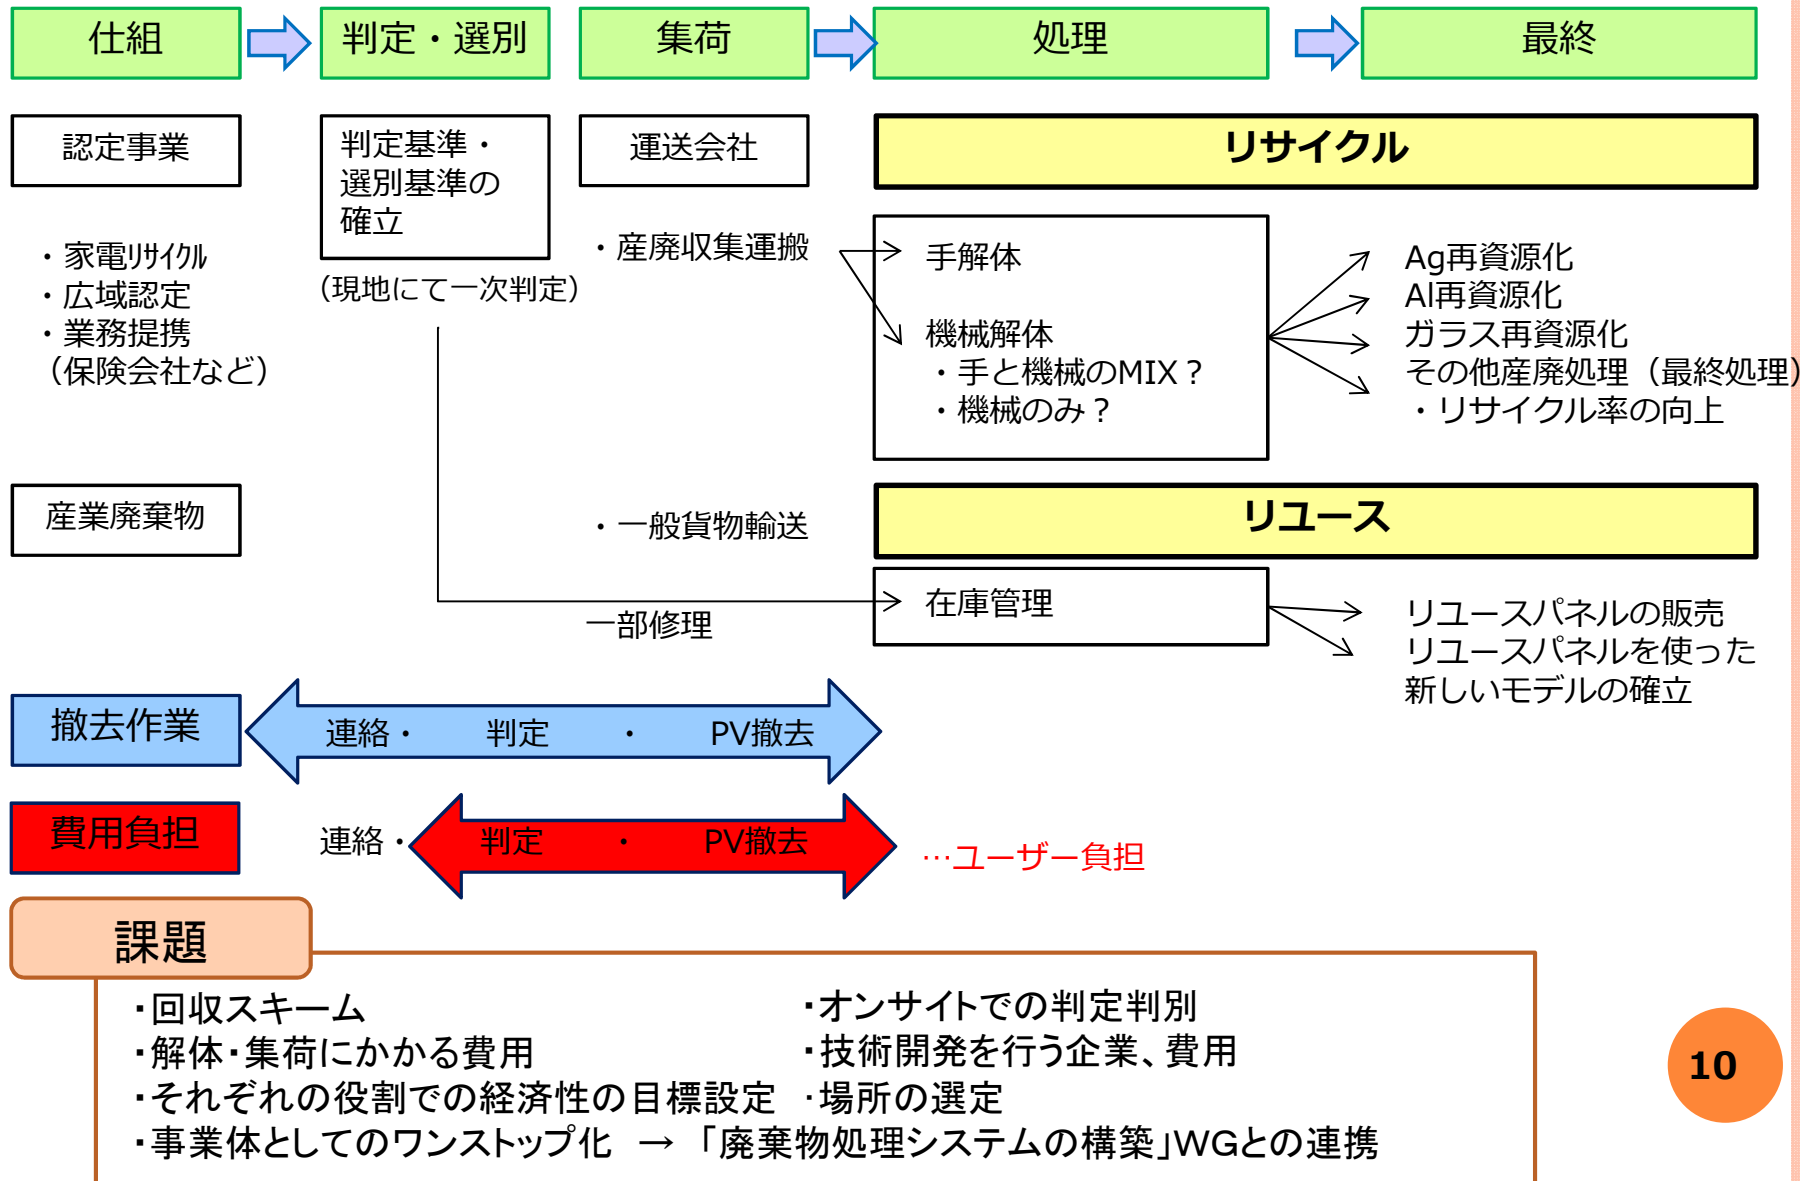 仕組
判定・選別
集荷
処理
最終
認定事業
・家電ﾘｻｲｸﾙ
・広域認定
・業務提携
（保険会社など）
判定基準・
選別基準の
確立
（現地にて一次判定）
運送会社
・産廃収集運搬
リサイクル
手解体
機械解体
・手と機械のMIX？
・機械のみ？
Ag再資源化
Al再資源化
ガラス再資源化
その他産廃処理（最終処理）
・リサイクル率の向上
産業廃棄物
・一般貨物輸送
リユース
一部修理
在庫管理
リユースパネルの販売
リユースパネルを使った
新しいモデルの確立
撤去作業
連絡・　判定　・　PV撤去
費用負担
連絡・　判定　・　PV撤去
…ユーザー負担
課題
・回収スキーム
・解体・集荷にかかる費用
・それぞれの役割での経済性の目標設定
・オンサイトでの判定判別
・技術開発を行う企業、費用
・場所の選定
・事業体としてのワンストップ化　→　「廃棄物処理システムの構築」WGとの連携
10